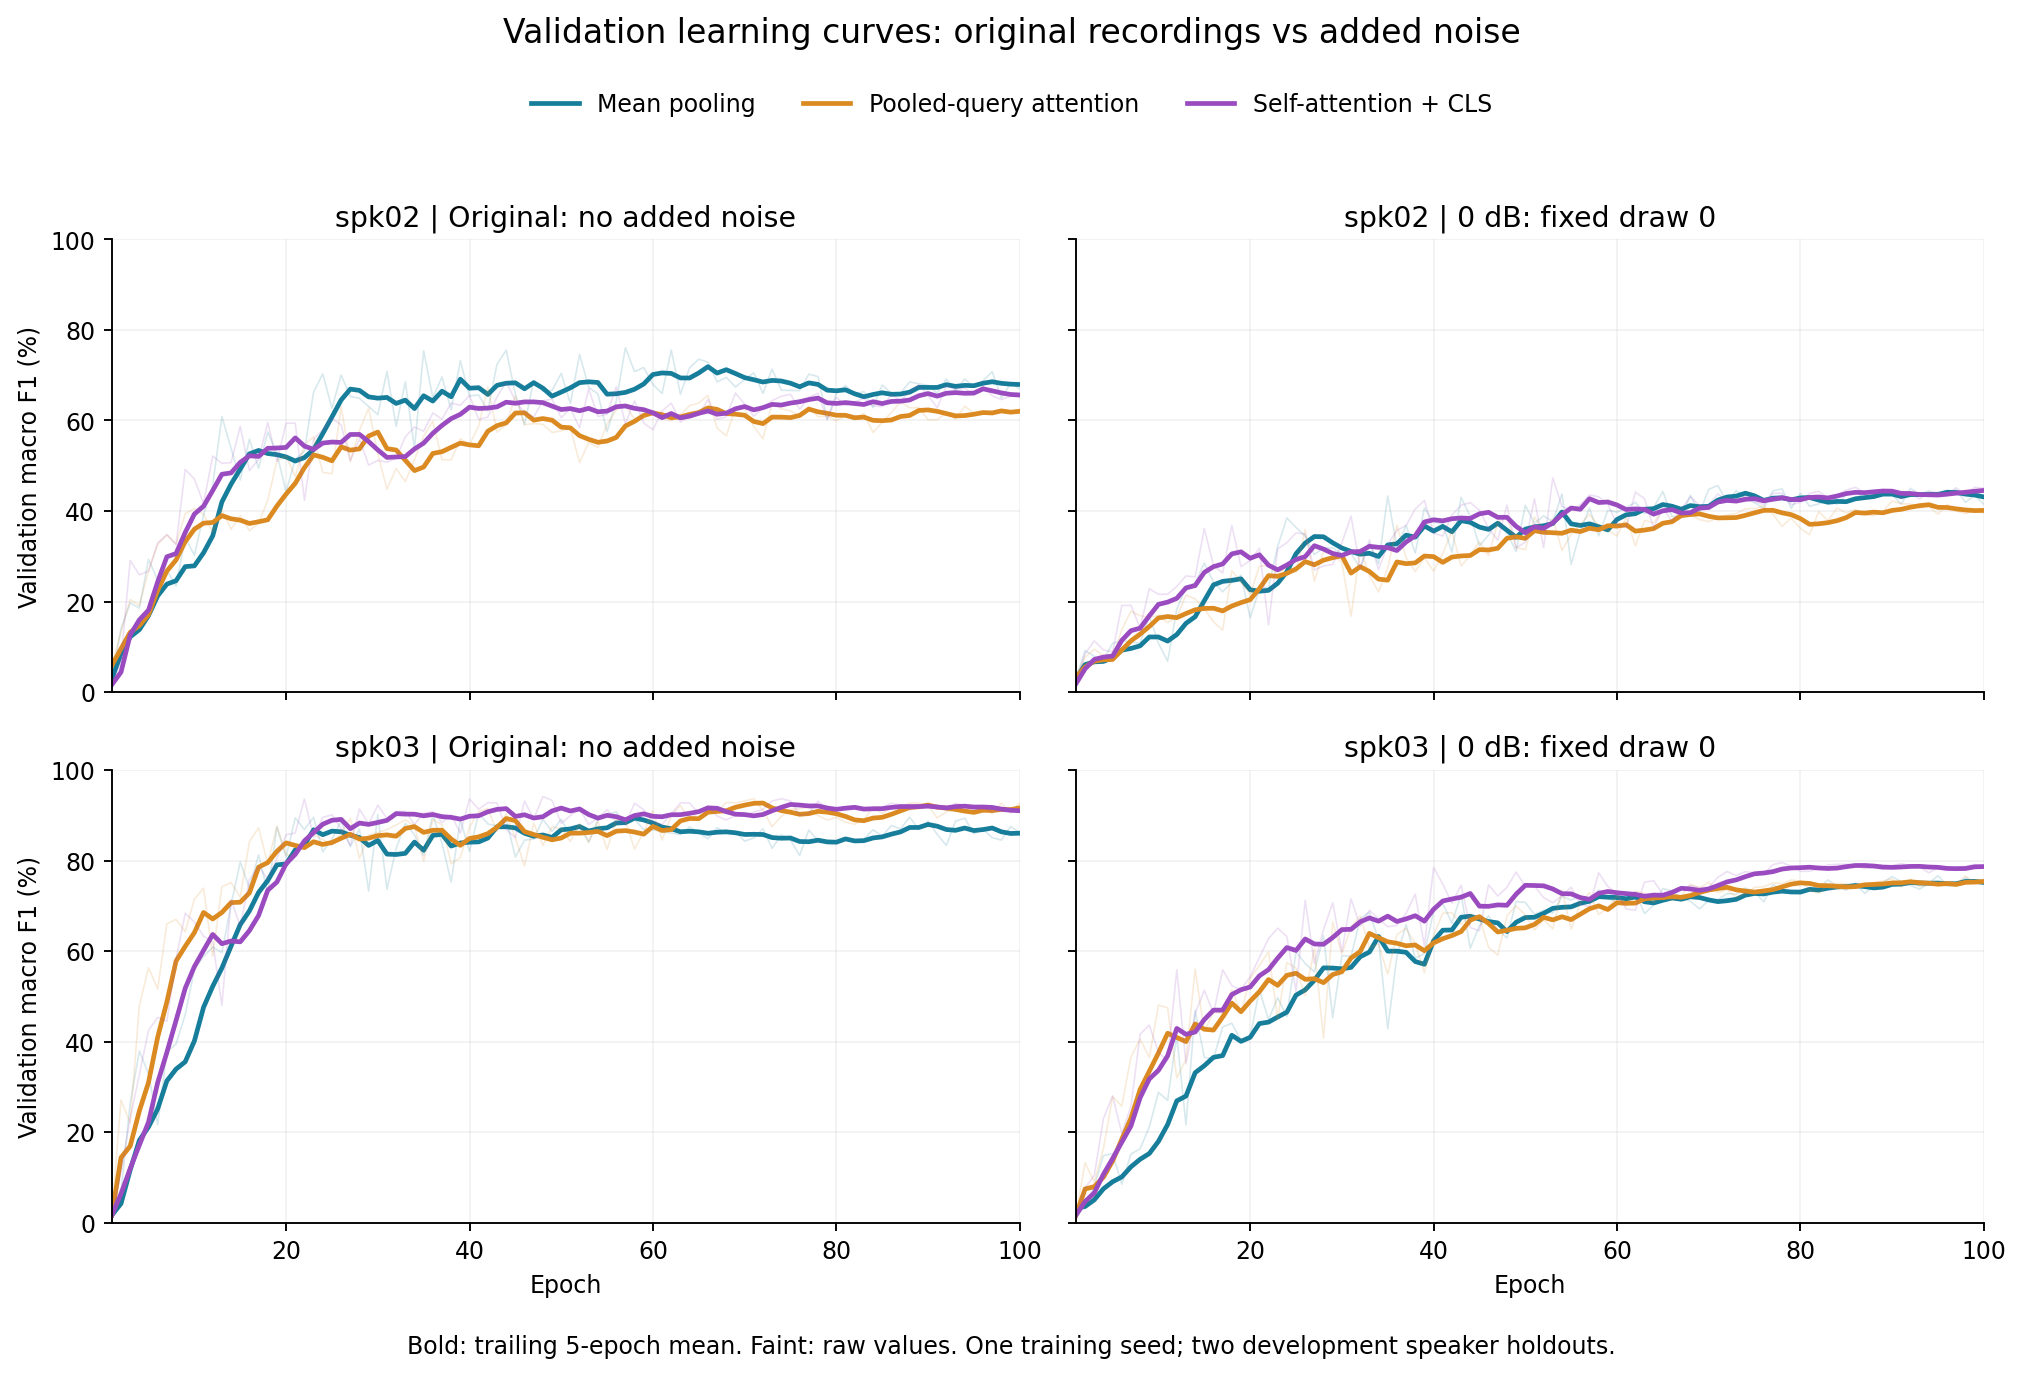 Validation learning curves: original recordings vs added noise
Mean pooling Pooled-query attention Self-attention + CLS
spk02 | Original: no added noise
Validation macro F1 (%)
100
80
60
40
20
0
spk02 | 0 dB: fixed draw 0
spk03 | Original: no added noise
Validation macro F1 (%)
100
80
60
40
20
0
20 40 60 80 100
Epoch
spk03 | 0 dB: fixed draw 0
20 40 60 80 100
Epoch
Bold: trailing 5-epoch mean. Faint: raw values. One training seed; two development speaker holdouts.